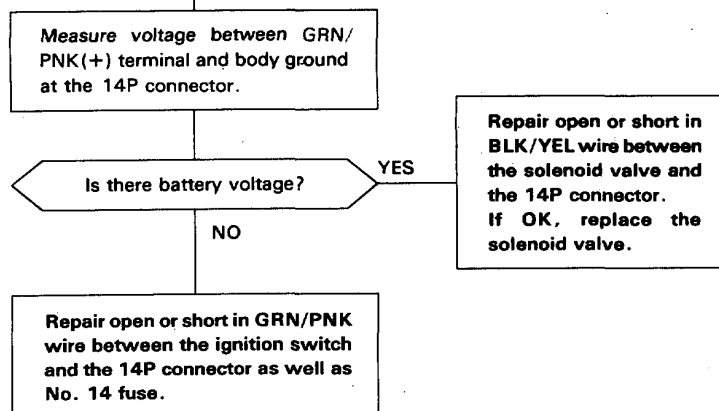 Measure voltage between GRN/
PNK(+) terminal and body ground
at the 14P connector.
Is there battery voltage?
YES
Repair open or short in
BLK/YEL wire between
the solenoid valve and
the 14P connector.
If OK, replace the
solenoid valve.
NO
Repair open or short in GRN/PNK
wire between the ignition switch
and the 14P connector as well as
No. 14 fuse.